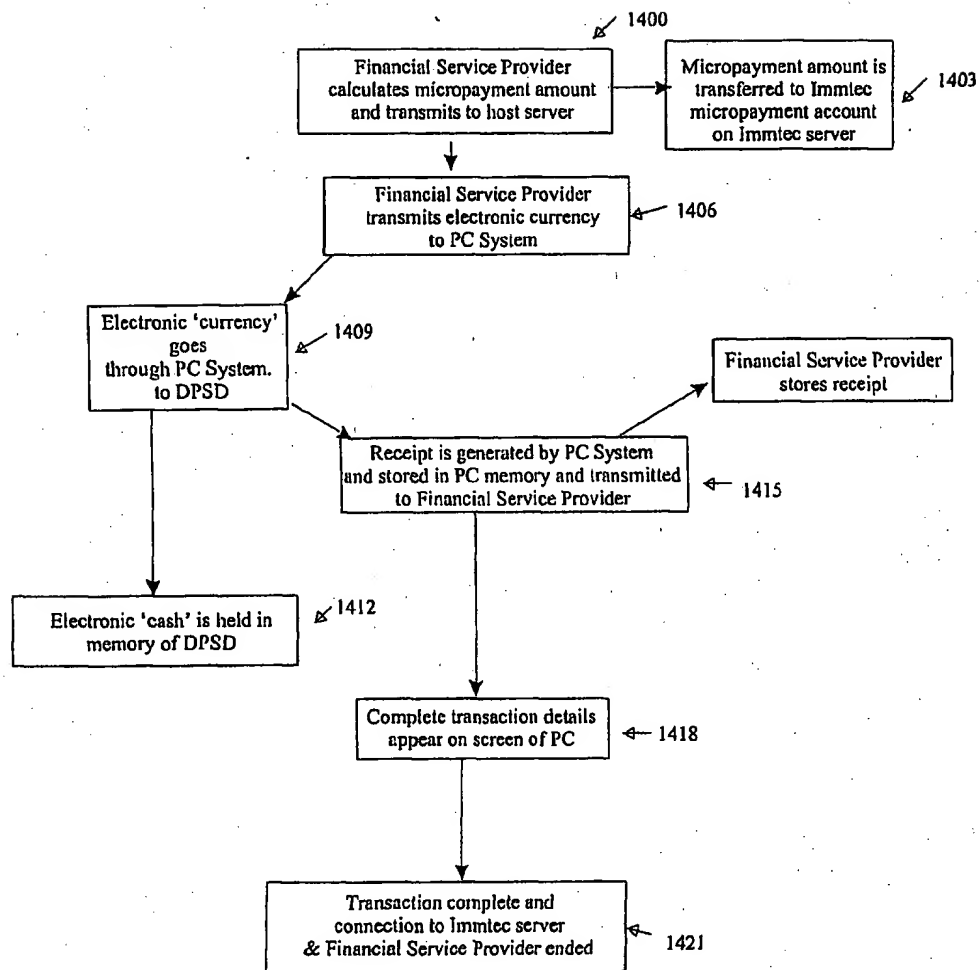 1400
Financial Service Provider
calculates micropayment amount
and transmits to host server
Micropayment amount is
transferred to Immtec
micropayment account
on Immtec server
1403
Financial Service Provider
transmits electronic currency
to PC System
1406
Electronic 'currency'
goes
through PC System.
to DPSD
1409
Financial Service Provider
stores receipt
Receipt is generated by PC System
and stored in PC memory and transmitted
to Financial Service Provider
1415
Electronic 'cash' is held in
memory of DPSD
1412
Complete transaction details
appear on screen of PC
1418
Transaction complete and
connection to Immtec server
& Financial Service Provider ended
1421